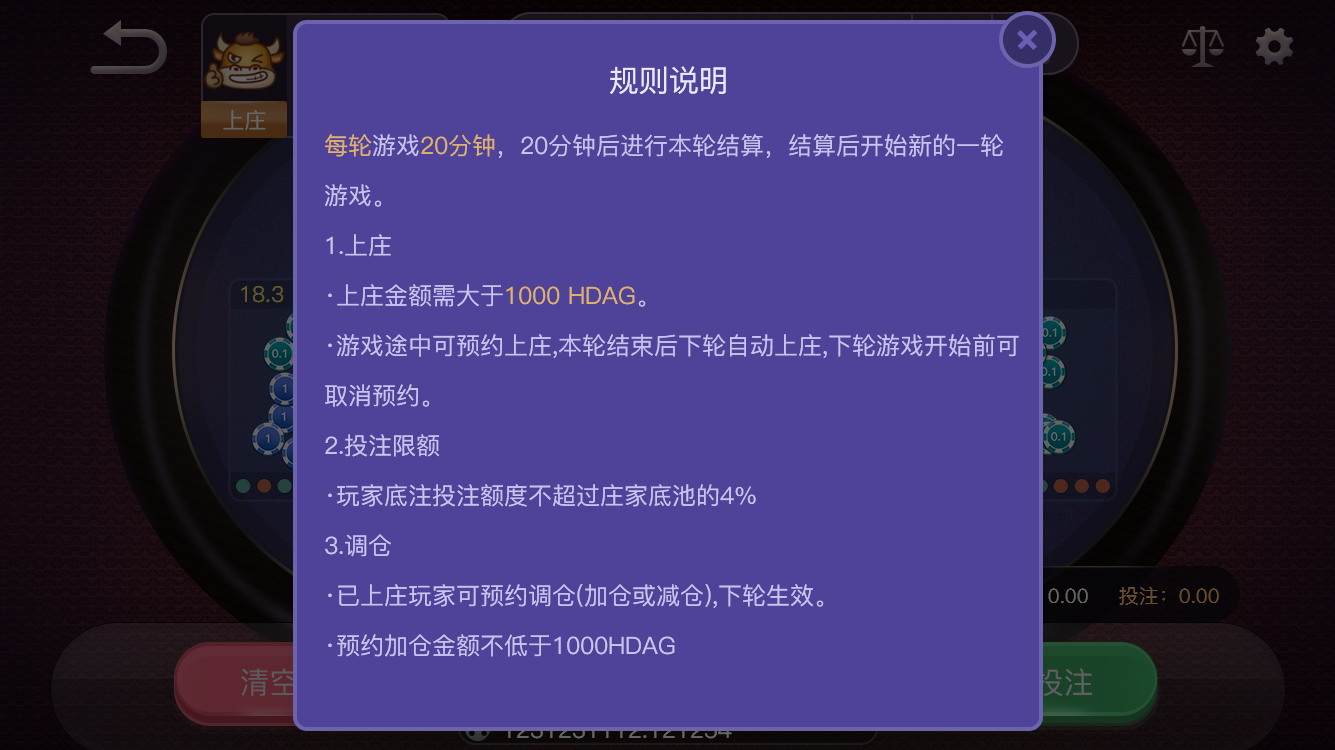 规则说明
上庄
每轮游戏20分钟，20分钟后进行本轮结算，结算后开始新的一轮
游戏。
1.上庄
·上庄金额需大于1000 HDAG。
18.3
·游戏途中可预约上庄,本轮结束后下轮自动上庄,下轮游戏开始前可
0.1
0.1
0.1
取消预约。
1
1
1
0.1
2.投注限额
·玩家底注投注额度不超过庄家底池的4%
3.调仓
·已上庄玩家可预约调仓(加仓或减仓),下轮生效。
0.00 投注：0.00
·预约加仓金额不低于1000HDAG
清空
投注